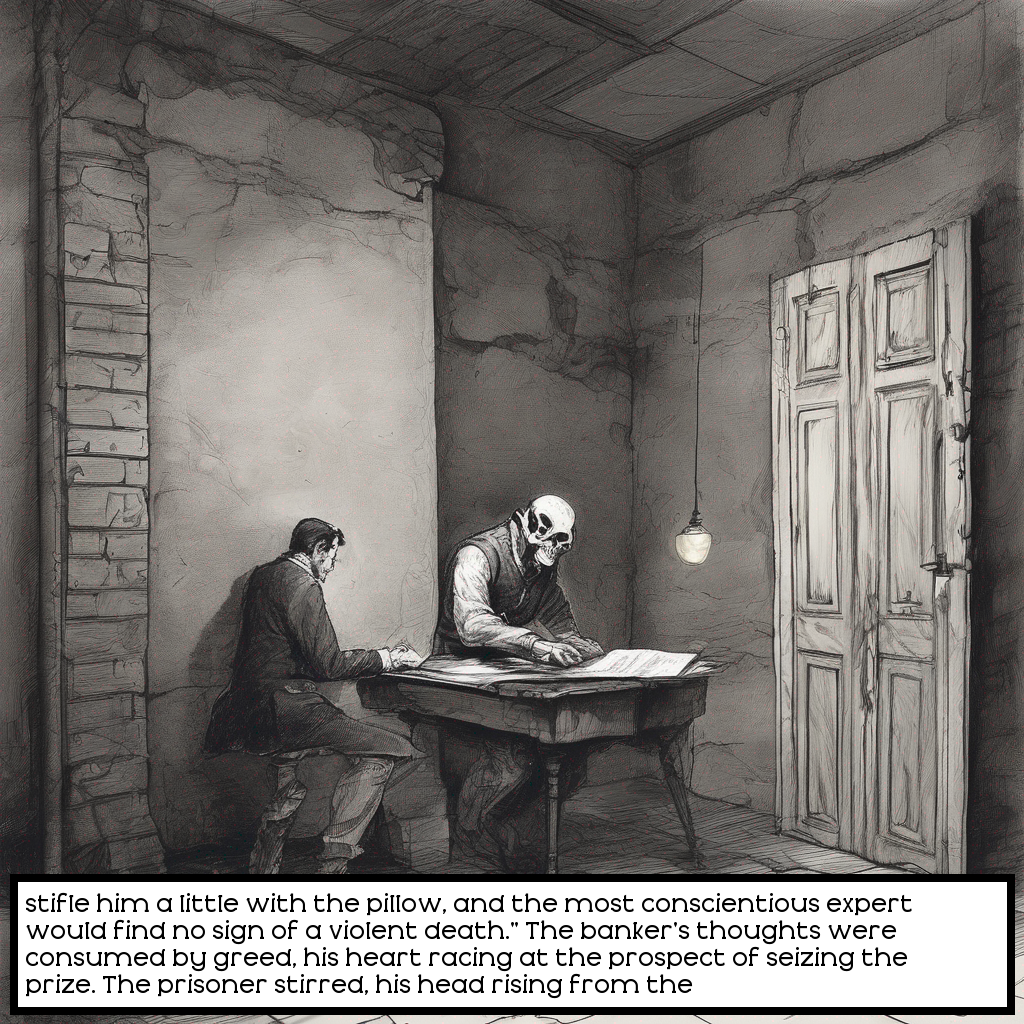 stifle him a little with the pillow, and the most conscientious expert
would find no sign of a violent death." The banker's thoughts were
consumed by greed, his heart racing at the prospect of seizing the
prize. The prisoner stirred, his head rising from the